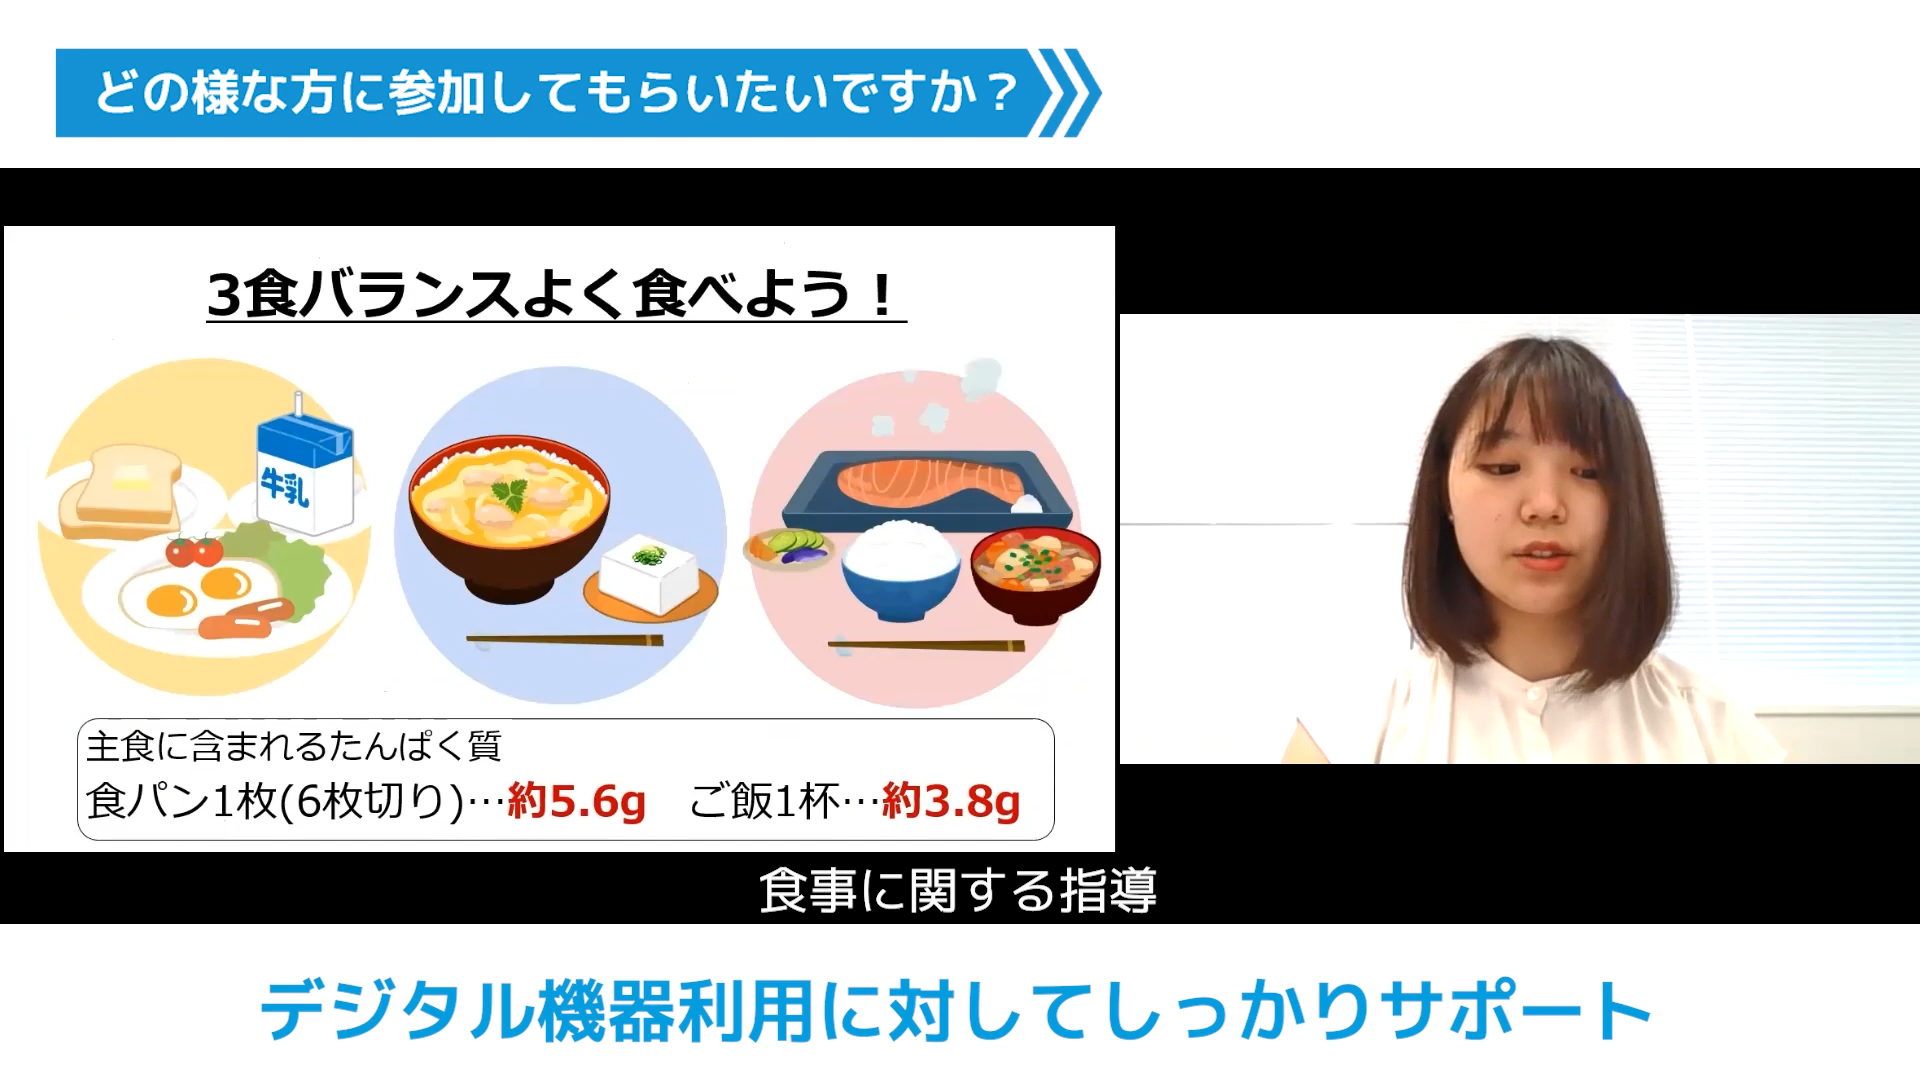 どの様な方に参加してもらいたいですか？
3食バランスよく食べよう！
牛乳
主食に含まれるたんぱく質
食パン1枚(6枚切り)…約5.6g　ご飯1杯…約3.8g
食事に関する指導
デジタル機器利用に対してしっかりサポート